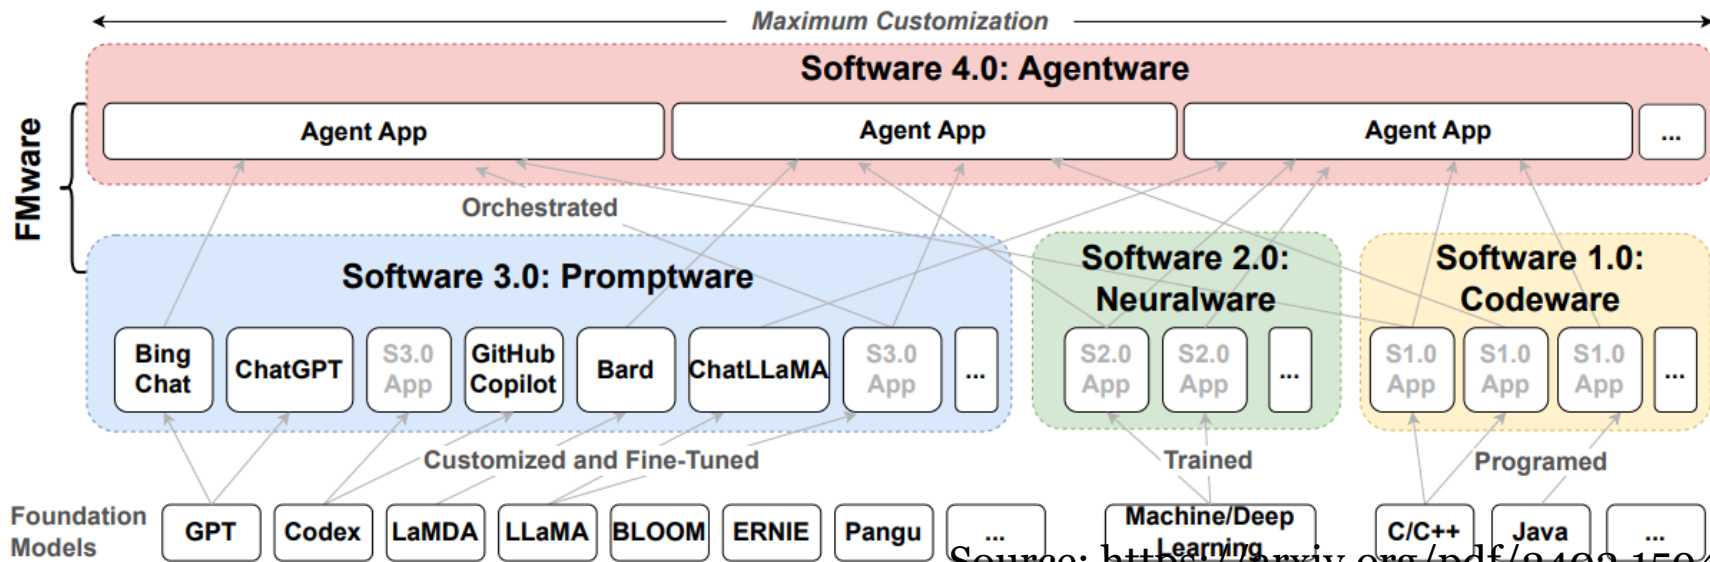 Maximum Customization
Software 4.0: Agentware
Agent App
Agent App
Agent App
...
FMware
Orchestrated
Software 3.0: Promptware
Software 2.0:
Neuralware
Software 1.0:
Codeware
Bing
Chat
ChatGPT
S3.0
App
GitHub
Copilot
Bard
ChatLLaMA
S3.0
App
...
S2.0
App
S2.0
App
...
S1.0
App
S1.0
App
S1.0
App
...
Customized and Fine-Tuned
Trained
Programed
Foundation
Models
GPT
Codex
LaMDA
LLaMA
BLOOM
ERNIE
Pangu
...
Machine/Deep
Learning
C/C++
Java
...
Source: